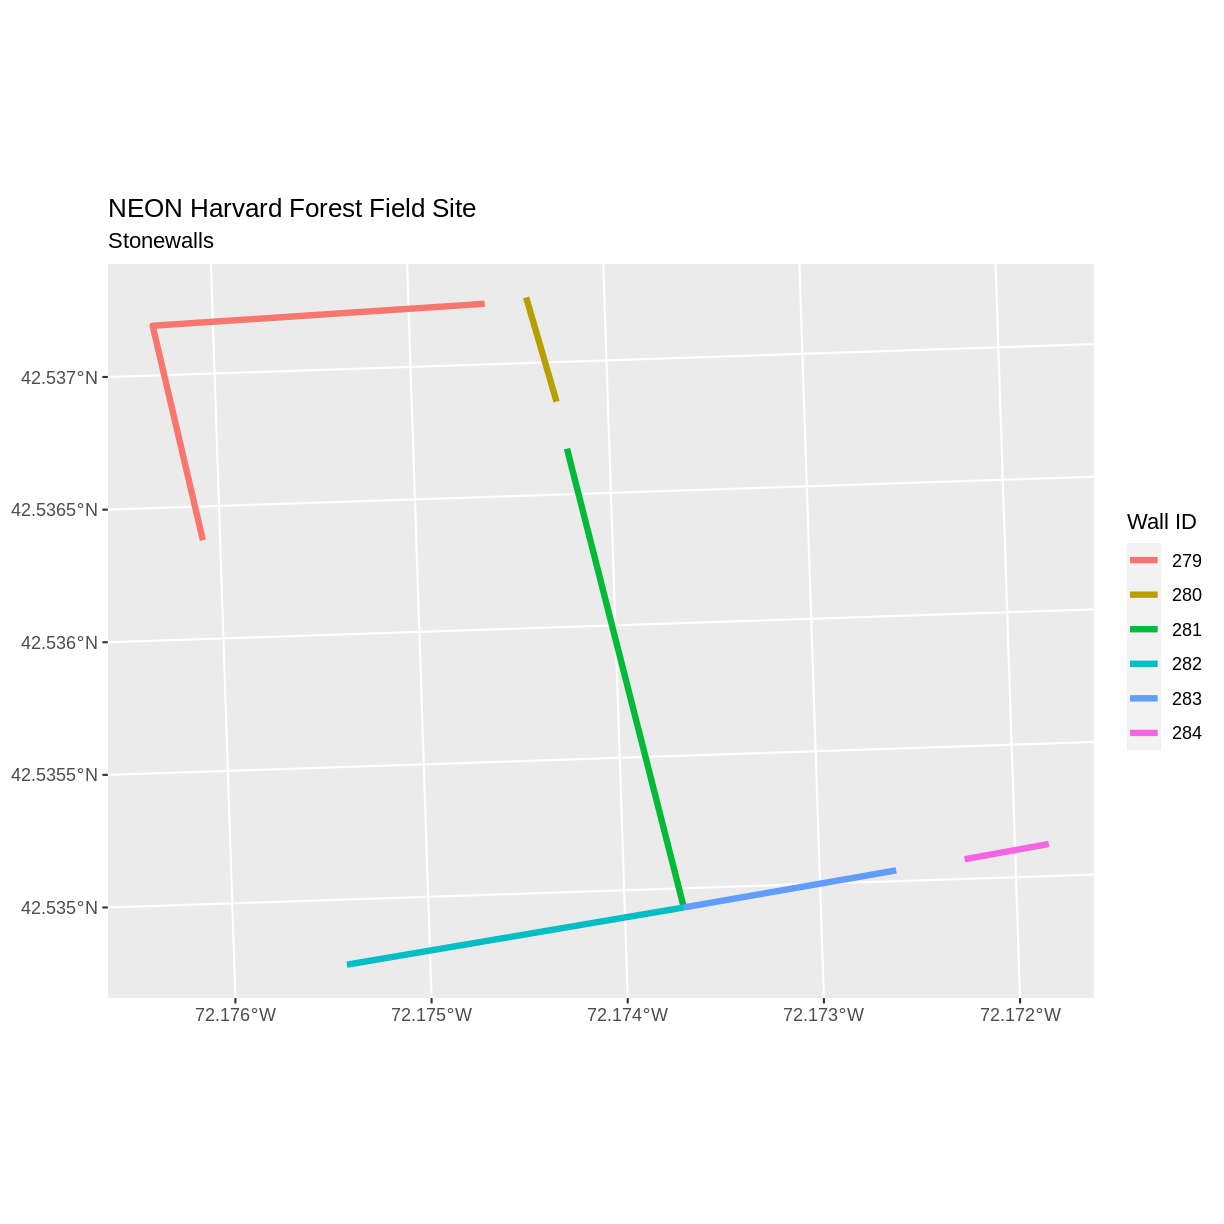 NEON Harvard Forest Field Site
Stonewalls
42.537°N
42.5365°N
42.536°N
42.5355°N
42.535°N
72.176°W
72.175°W
72.174°W
72.173°W
72.172°W
Wall ID
279
280
281
282
283
284